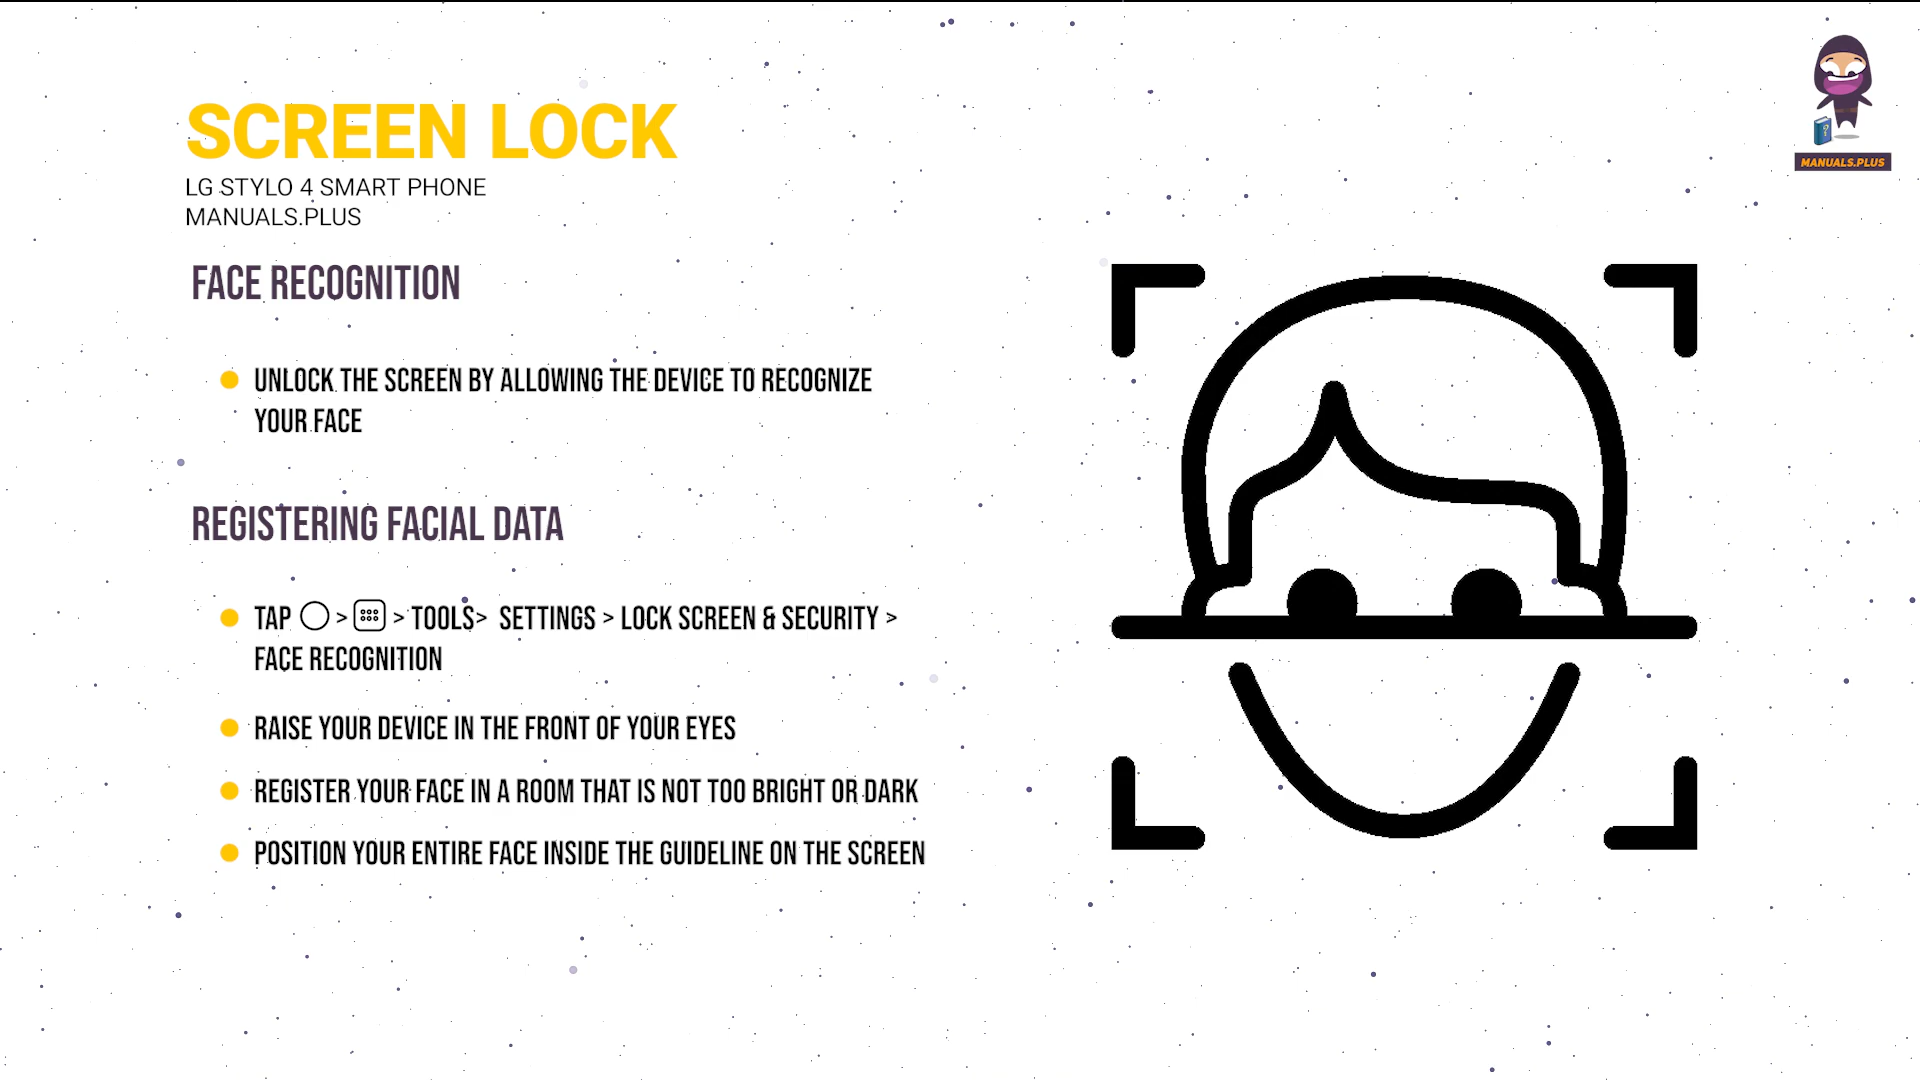 SCREEN LOCK
LG STYLO 4 SMART PHONE
MANUALS.PLUS
FACE RECOGNITION
UNLOCK THE SCREEN BY ALLOWING THE DEVICE TO RECOGNIZE
YOUR FACE
REGISTERING FACIAL DATA
TAP > > TOOLS> SETTINGS > LOCK SCREEN & SECURITY >
FACE RECOGNITION
RAISE YOUR DEVICE IN THE FRONT OF YOUR EYES
REGISTER YOUR FACE IN A ROOM THAT IS NOT TOO BRIGHT OR DARK
POSITION YOUR ENTIRE FACE INSIDE THE GUIDELINE ON THE SCREEN
?
MANUALS.PLUS